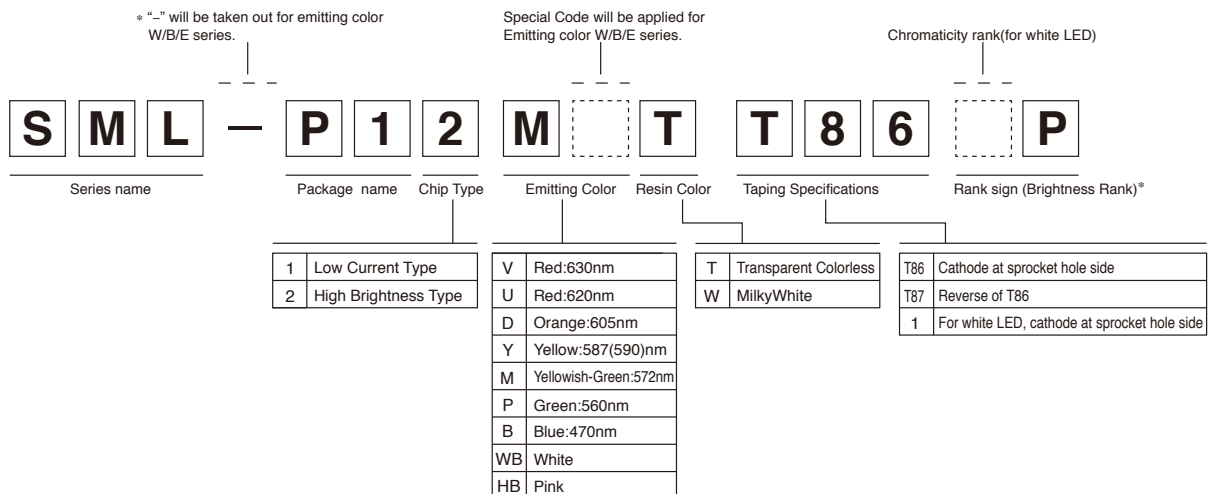 * “–” will be taken out for emitting color
W/B/E series.
Special Code will be applied for
Emitting color W/B/E series.
Chromaticity rank(for white LED)
S M L – P 1 2 M T T 8 6 P
Series name Package name Chip Type Emitting Color Resin Color Taping Specifications Rank sign (Brightness Rank)*
1 Low Current Type
2 High Brightness Type
V Red:630nm
U Red:620nm
D Orange:605nm
Y Yellow:587(590)nm
M Yellowish-Green:572nm
P Green:560nm
B Blue:470nm
WB White
HB Pink
T Transparent Colorless
W MilkyWhite
T86 Cathode at sprocket hole side
T87 Reverse of T86
1 For white LED, cathode at sprocket hole side